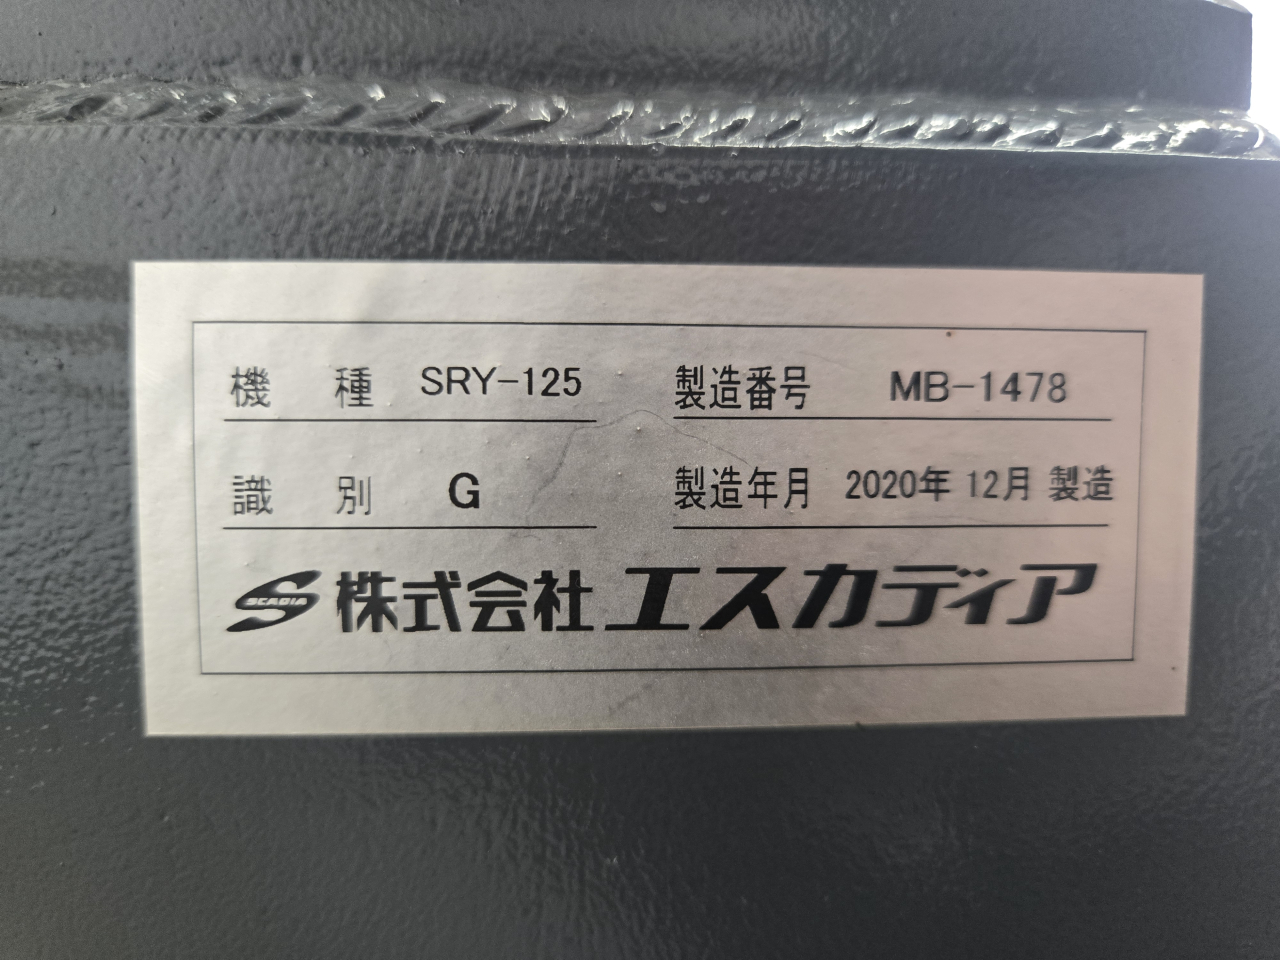 機種 SRY-125 製造番号 MB-1478
識別 G 製造年月 2020年 12月 製造
SCADIA 株式会社エスカディア